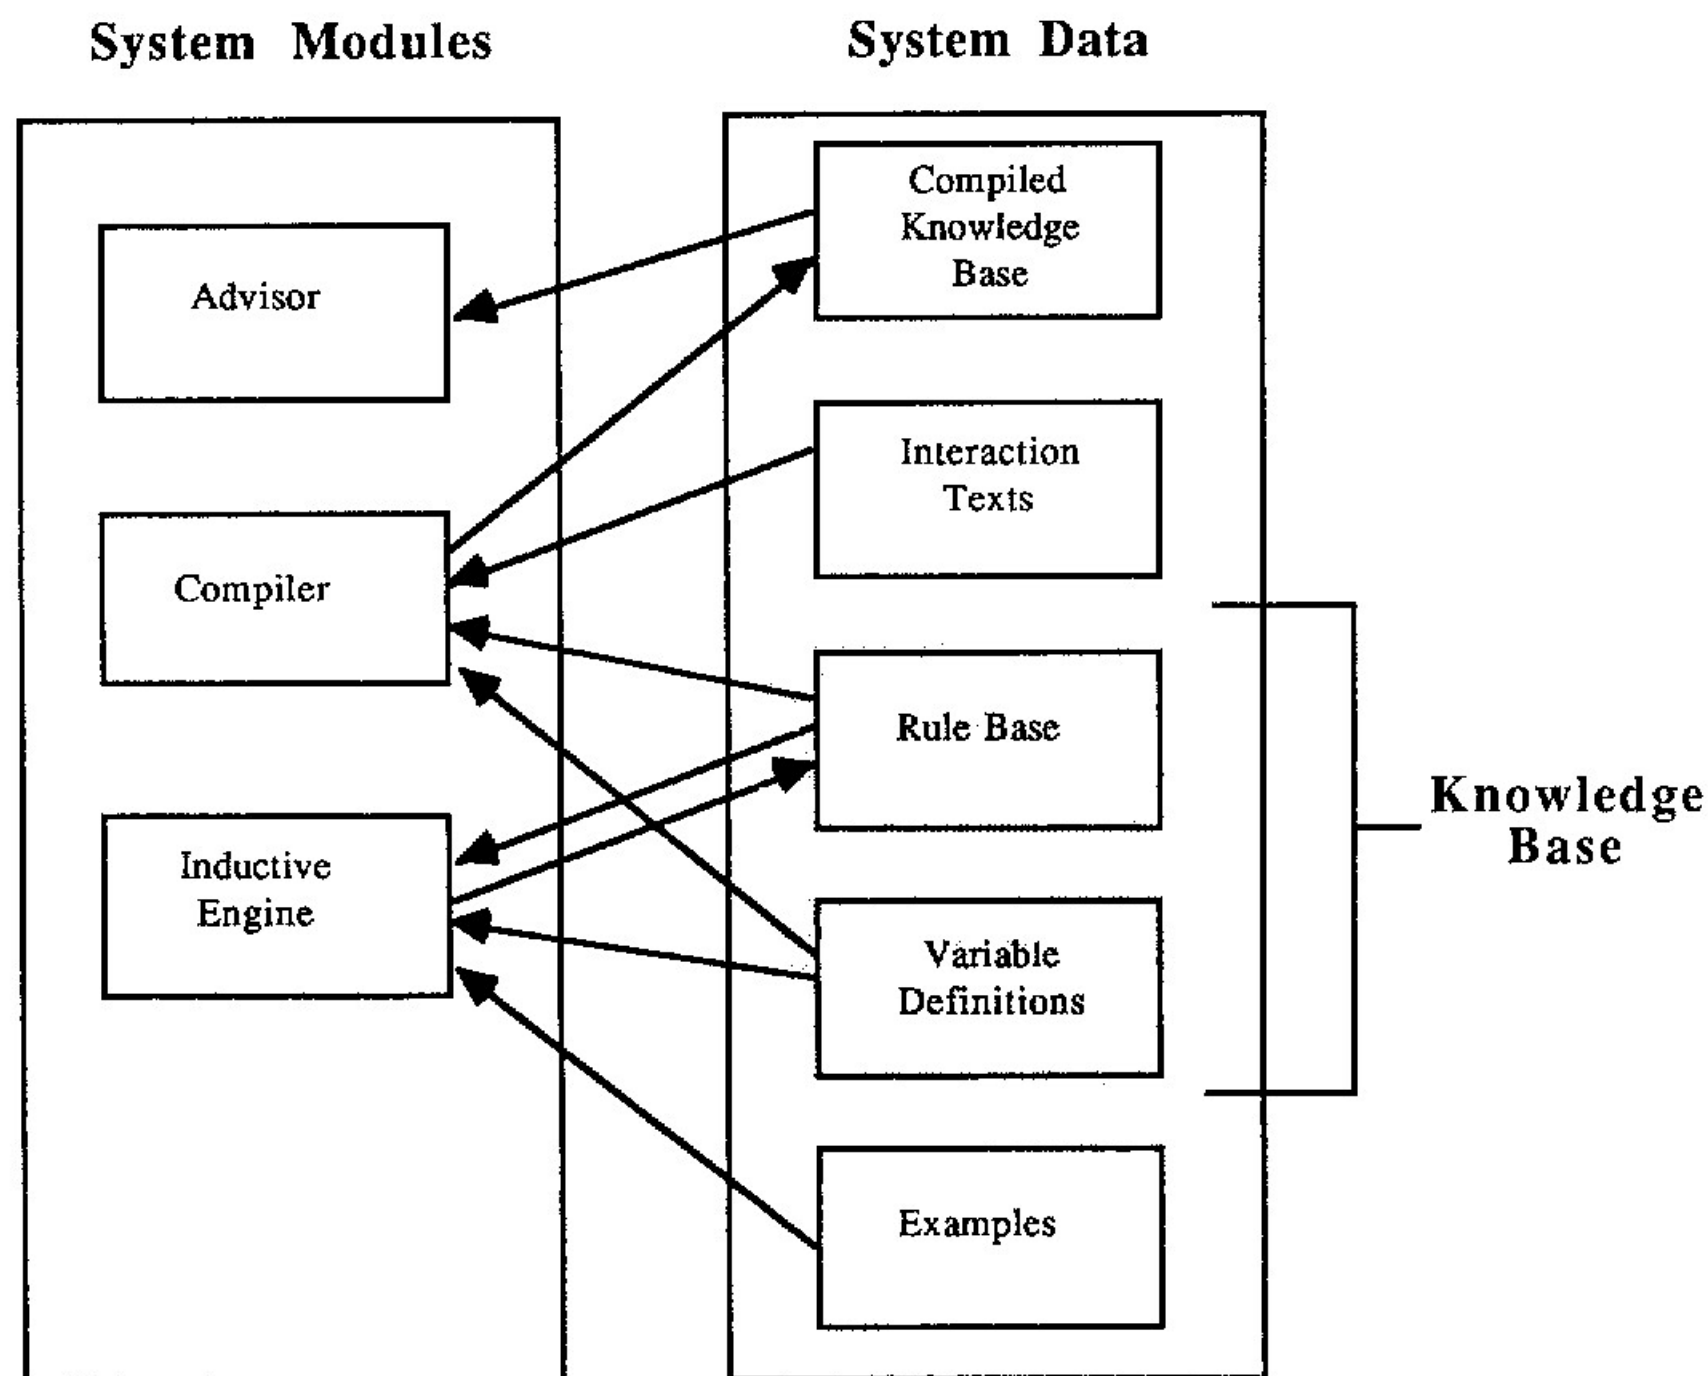 System Modules
System Data
Advisor
Compiler
Inductive
Engine
Compiled
Knowledge
Base
Interaction
Texts
Rule Base
Variable
Definitions
Examples
Knowledge
Base